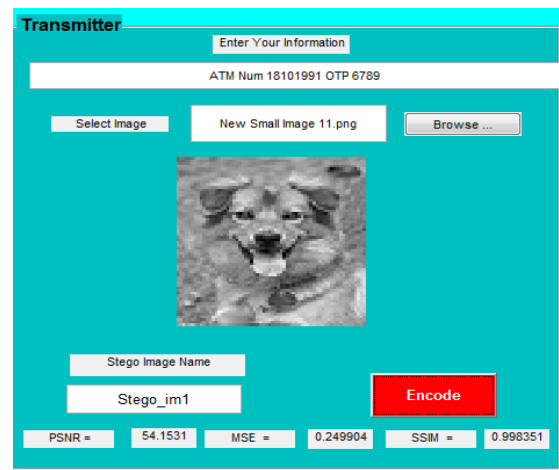 Transmitter
Enter Your Information
ATM Num 18101991 OTP 6789
Select Image New Small Image 11.png Browse ...
Stego Image Name
Stego_im1 Encode
PSNR = 54.1531 MSE = 0.249904 SSIM = 0.998351